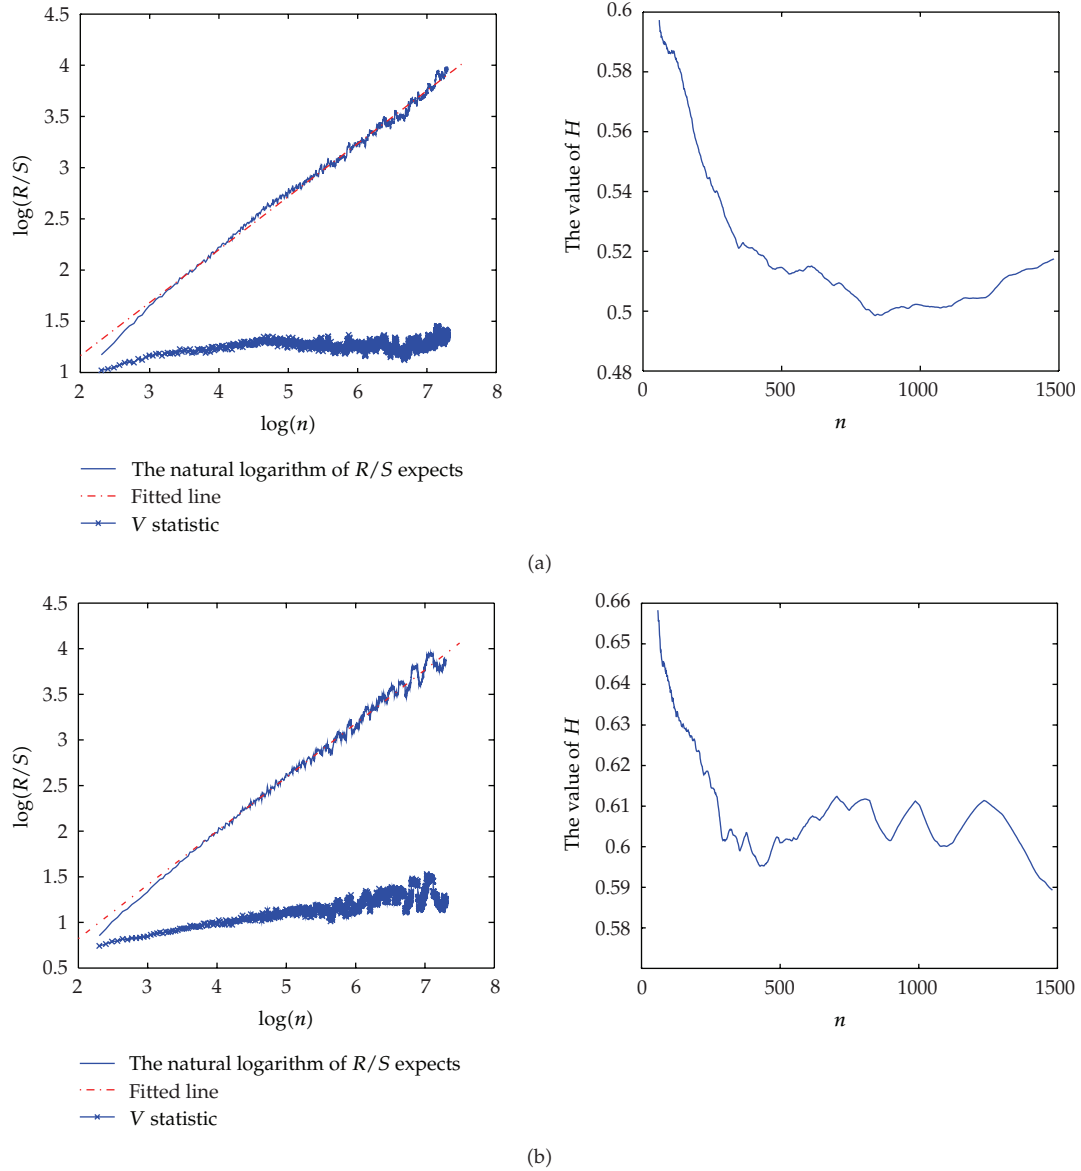 4.5
4
3.5
3
2.5
2
1.5
1
2 3 4 5 6 7 8
log(R/S)
log(n)
The natural logarithm of R/S expects
Fitted line
V statistic
0.6
0.58
0.56
0.54
0.52
0.5
0.48
0 500 1000 1500
The value of H
n
(a)
4.5
4
3.5
3
2.5
2
1.5
1
0.5
2 3 4 5 6 7 8
log(R/S)
log(n)
The natural logarithm of R/S expects
Fitted line
V statistic
0.66
0.65
0.64
0.63
0.62
0.61
0.6
0.59
0.58
0 500 1000 1500
The value of H
n
(b)